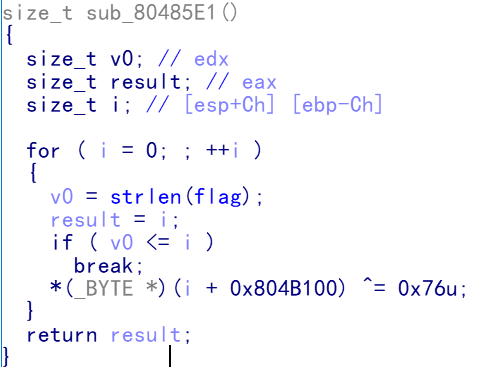 size_t sub_80485E1()
{
  size_t v0; // edx
  size_t result; // eax
  size_t i; // [esp+Ch] [ebp-Ch]

  for ( i = 0; ; ++i )
  {
    v0 = strlen(flag);
    result = i;
    if ( v0 <= i )
      break;
    *(_BYTE *)(i + 0x804B100) ^= 0x76u;
  }
  return result;
}